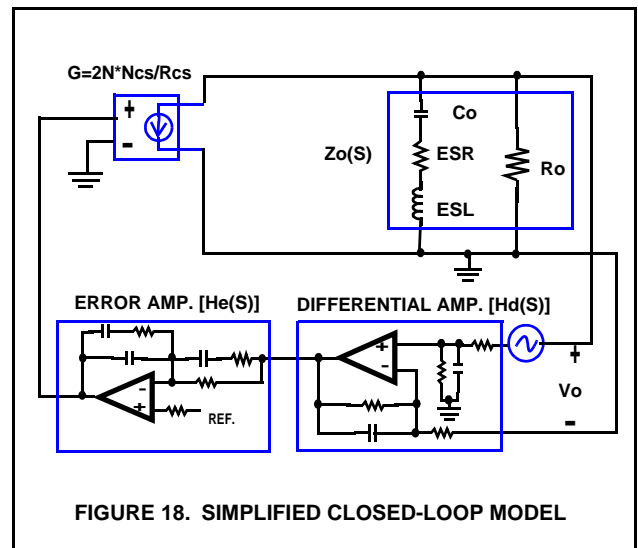 G=2N*Ncs/Rcs
+
-
Co
Zo(S)
ESR
Ro
ESL
ERROR AMP. [He(S)]
DIFFERENTIAL AMP. [Hd(S)]
+
-
+
-
+
REF.
Vo
-
FIGURE 18. SIMPLIFIED CLOSED-LOOP MODEL